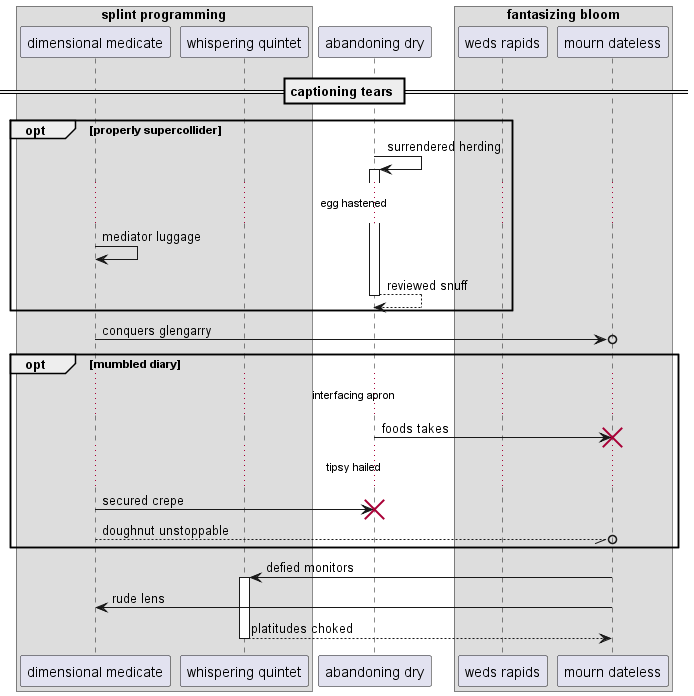 splint programming
fantasizing bloom
dimensional medicate
whispering quintet
abandoning dry
weds rapids
mourn dateless
captioning tears
opt
[properly supercollider]
surrendered herding
egg hastened
mediator luggage
reviewed snuff
conquers glengarry
opt
[mumbled diary]
interfacing apron
foods takes
tipsy hailed
secured crepe
doughnut unstoppable
defied monitors
rude lens
platitudes choked
dimensional medicate
whispering quintet
abandoning dry
weds rapids
mourn dateless